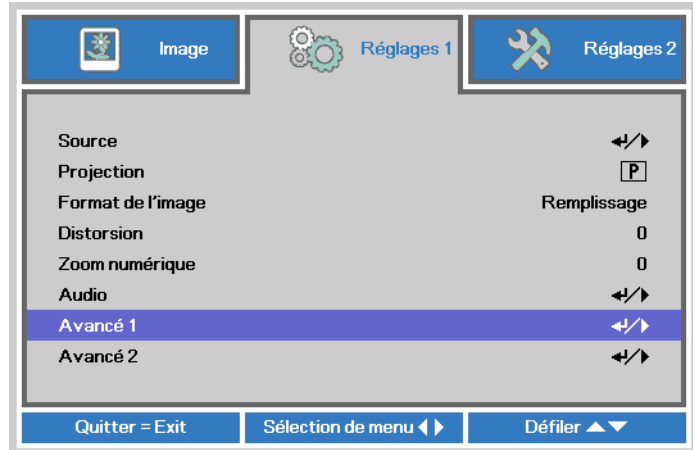 Image
Réglages 1
Réglages 2
Source
Projection P
Format de l'image Remplissage
Distorsion 0
Zoom numérique 0
Audio
Avancé 1
Avancé 2
Quitter = Exit Sélection de menu Défiler